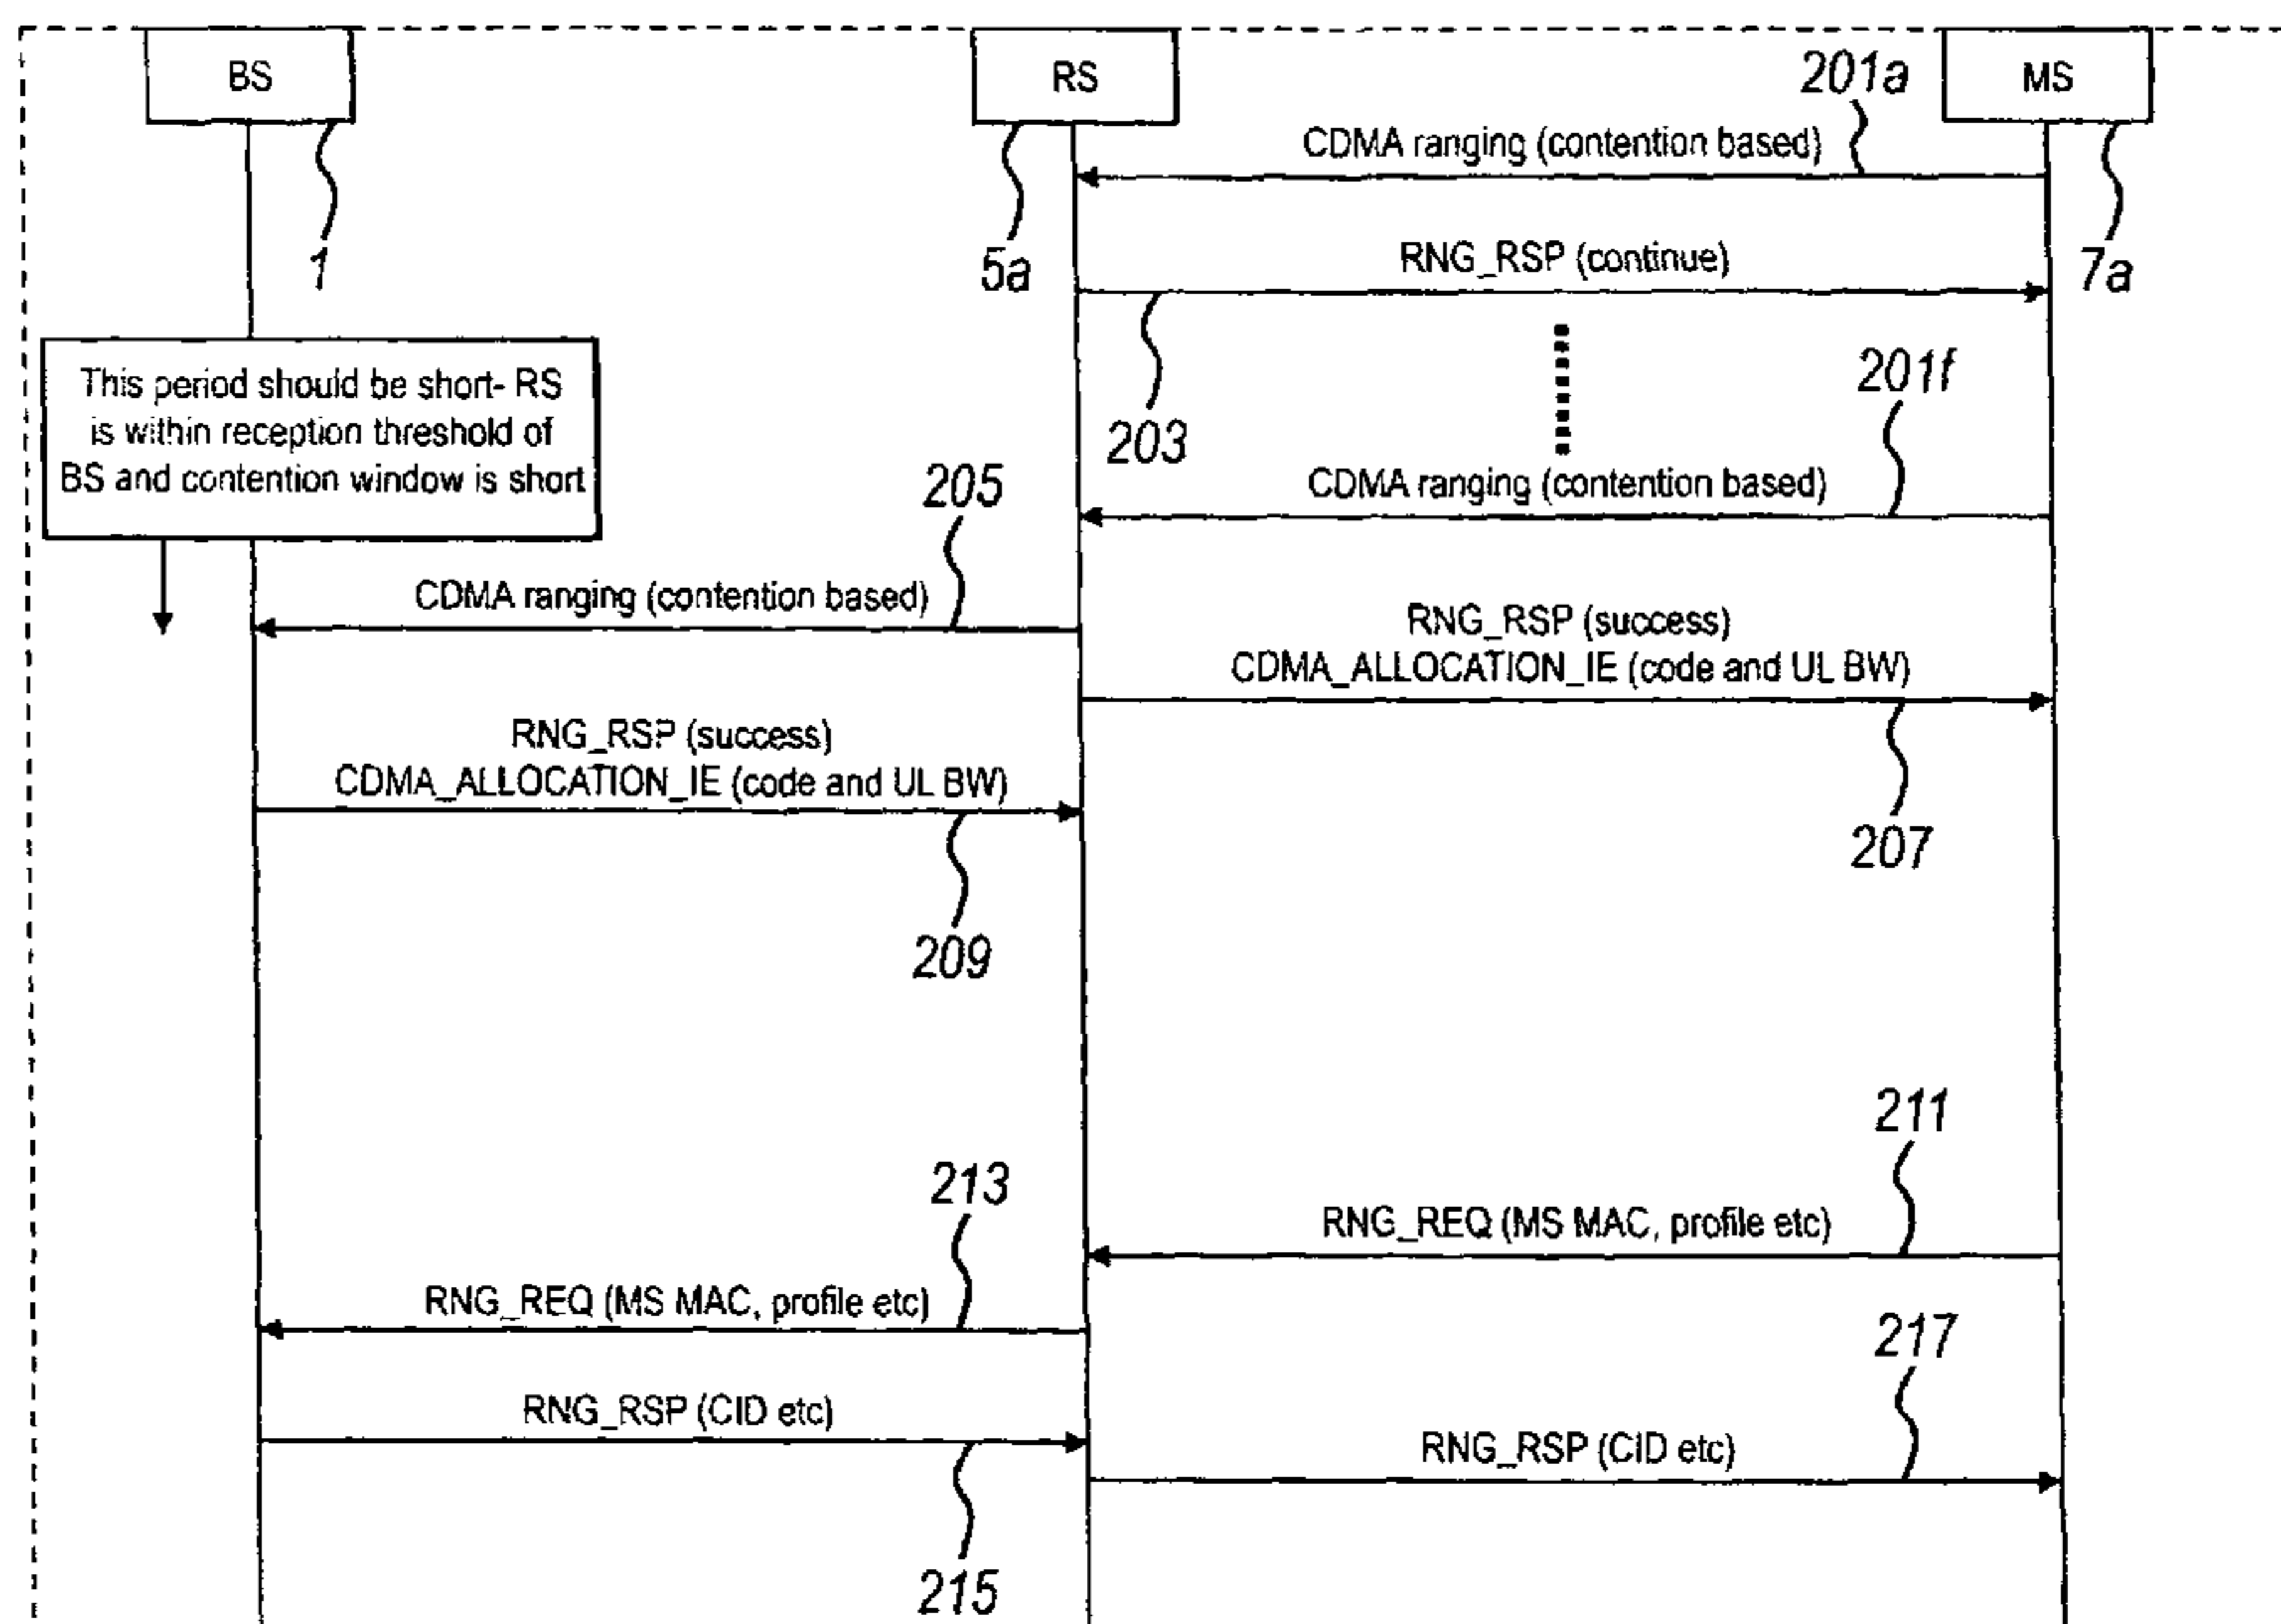 BS
RS
201a
MS
CDMA ranging (contention based)
1
5a
RNG_RSP (continue)
7a
This period should be short- RS
is within reception threshold of
BS and contention window is short
203
201f
205
CDMA ranging (contention based)
CDMA ranging (contention based)
RNG_RSP (success)
CDMA_ALLOCATION_IE (code and UL BW)
RNG_RSP (success)
CDMA_ALLOCATION_IE (code and UL BW)
207
209
211
213
RNG_REQ (MS MAC, profile etc)
RNG_REQ (MS MAC, profile etc)
217
RNG_RSP (CID etc)
RNG_RSP (CID etc)
215